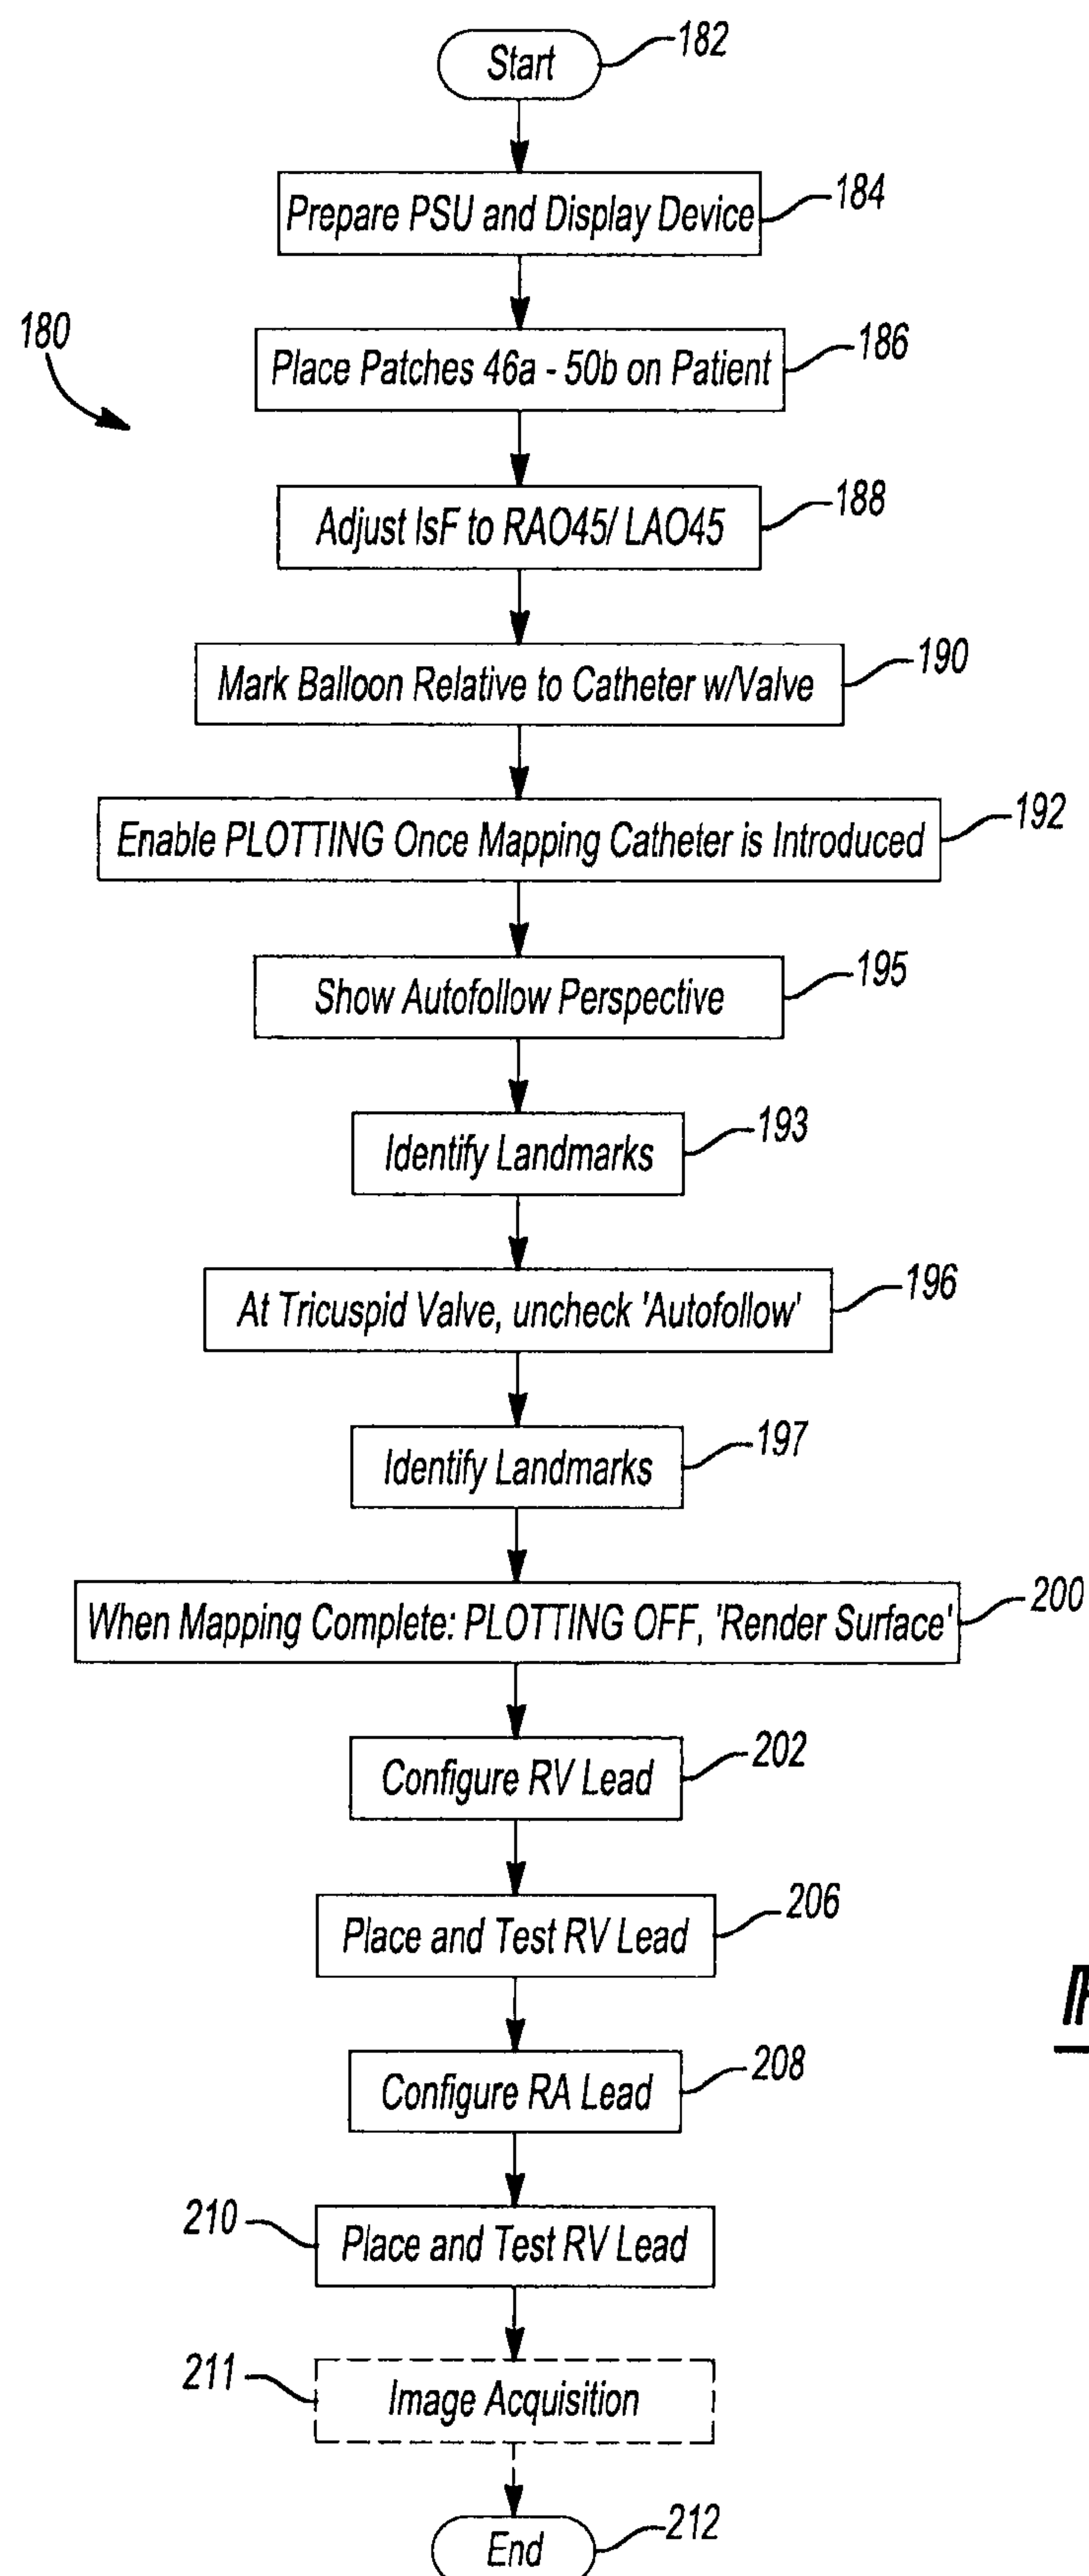 Start
182
Prepare PSU and Display Device
184
180
Place Patches 46a - 50b on Patient
186
Adjust IsF to RAO45/ LAO45
188
Mark Balloon Relative to Catheter w/Valve
190
Enable PLOTTING Once Mapping Catheter is Introduced
192
Show Autofollow Perspective
195
Identify Landmarks
193
At Tricuspid Valve, uncheck 'Autofollow'
196
Identify Landmarks
197
When Mapping Complete: PLOTTING OFF, 'Render Surface'
200
Configure RV Lead
202
Place and Test RV Lead
206
Configure RA Lead
208
210
Place and Test RV Lead
211
Image Acquisition
End
212